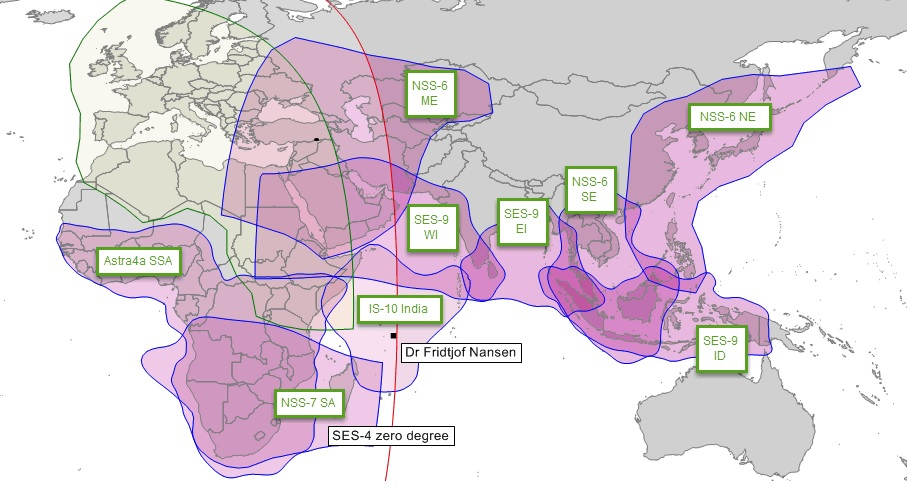 NSS-6
ME
NSS-6 NE
NSS-6
SE
SES-9
WI
SES-9
EI
Astra4a SSA
IS-10 India
Dr Fridtjof Nansen
SES-9
ID
NSS-7 SA
SES-4 zero degree